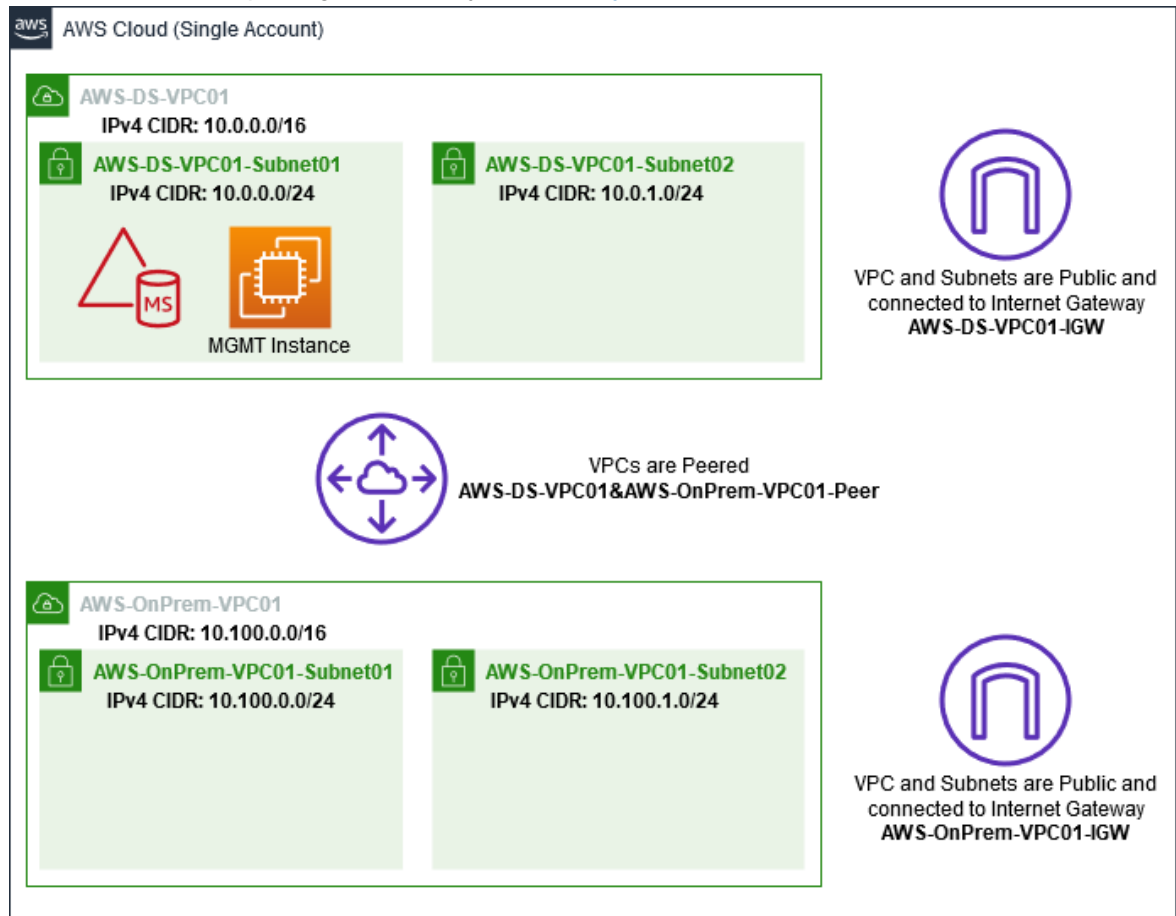 aws
AWS Cloud (Single Account)
AWS-DS-VPC01
IPv4 CIDR: 10.0.0.0/16
AWS-DS-VPC01-Subnet01
IPv4 CIDR: 10.0.0.0/24
MS
MGMT Instance
AWS-DS-VPC01-Subnet02
IPv4 CIDR: 10.0.1.0/24
VPC and Subnets are Public and
connected to Internet Gateway
AWS-DS-VPC01-IGW
VPCs are Peered
AWS-DS-VPC01&AWS-OnPrem-VPC01-Peer
AWS-OnPrem-VPC01
IPv4 CIDR: 10.100.0.0/16
AWS-OnPrem-VPC01-Subnet01
IPv4 CIDR: 10.100.0.0/24
AWS-OnPrem-VPC01-Subnet02
IPv4 CIDR: 10.100.1.0/24
VPC and Subnets are Public and
connected to Internet Gateway
AWS-OnPrem-VPC01-IGW